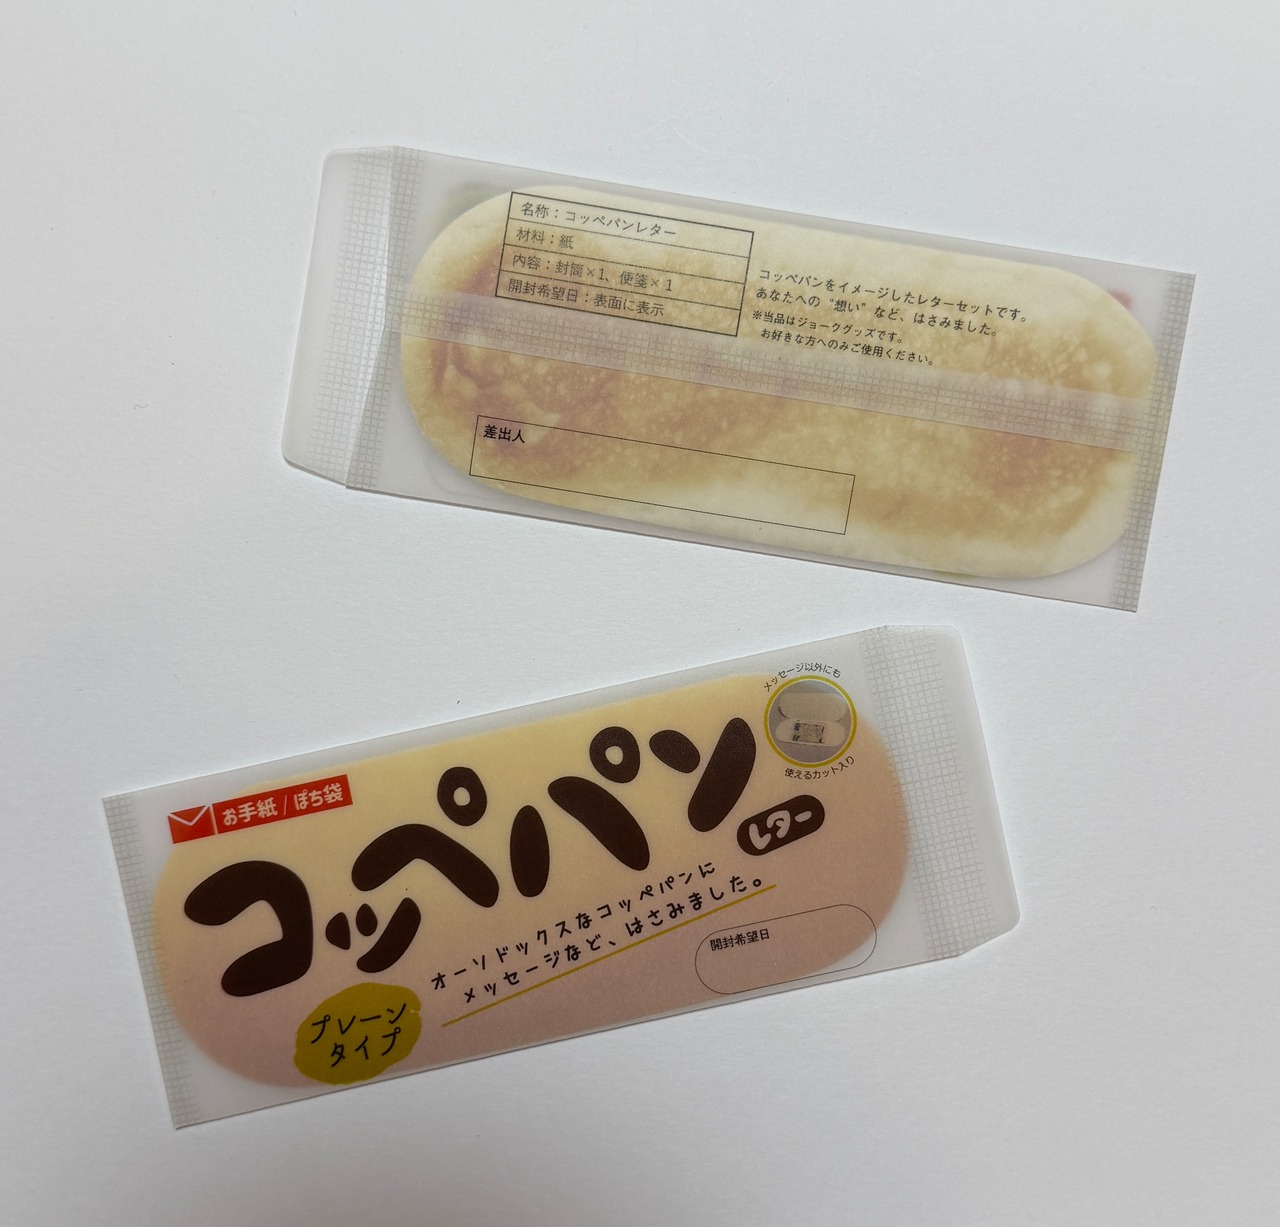 名称：コッペパンレター
材料：紙
内容：封筒×1、便箋×1
開封希望日：表面に表示
コッペパンをイメージしたレターセットです。
あなたへの“想い”など、はさみました。
※当品はジョークグッズです。
お好きな方へのみご使用ください。
差出人
メッセージ以外にも
使えるカット入り
お手紙/ぽち袋
コッペパン
レター
オーソドックスなコッペパンに
メッセージなど、はさみました。
開封希望日
プレーン
タイプ